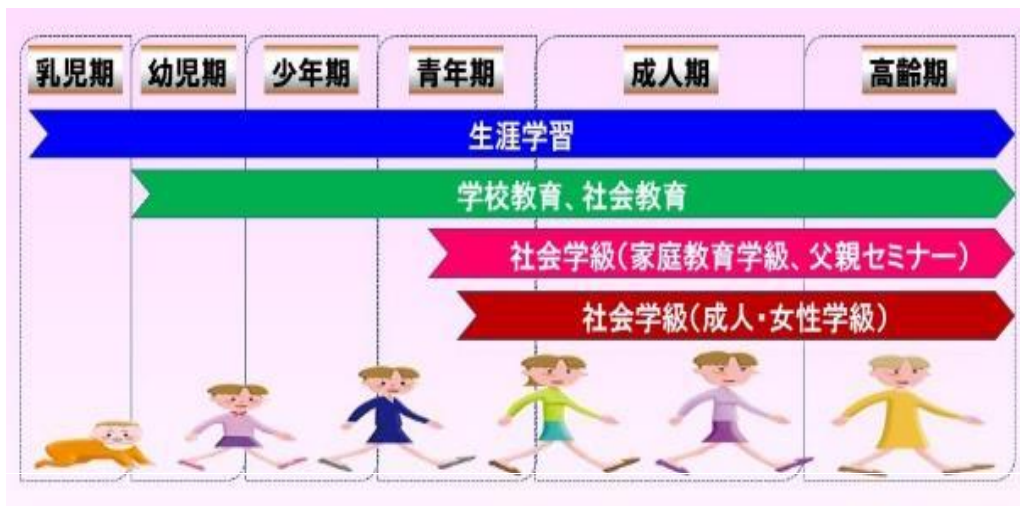 乳児期
幼児期
少年期
青年期
成人期
高齢期
生涯学習
学校教育、社会教育
社会学級(家庭教育学級、父親セミナー)
社会学級(成人・女性学級)